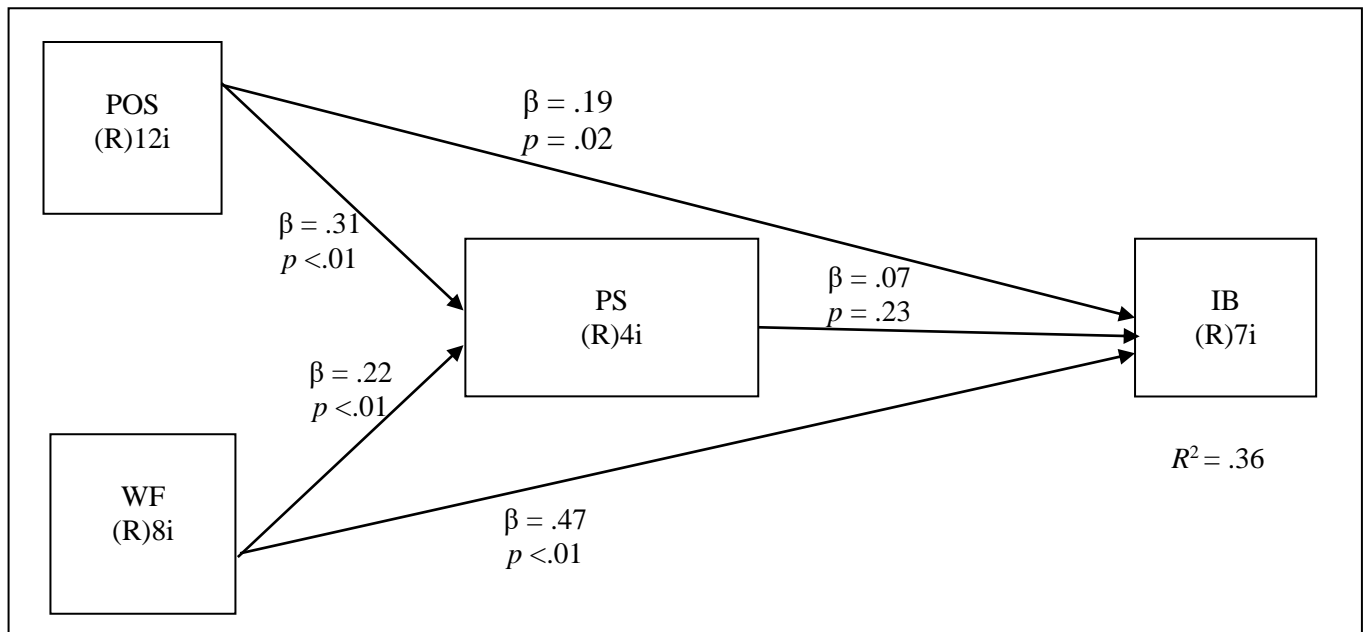 POS
(R)12i
β = .19
p = .02
β = .31
p <.01
PS
(R)4i
β = .07
p = .23
IB
(R)7i
β = .22
p <.01
WF
(R)8i
β = .47
p <.01
R² = .36